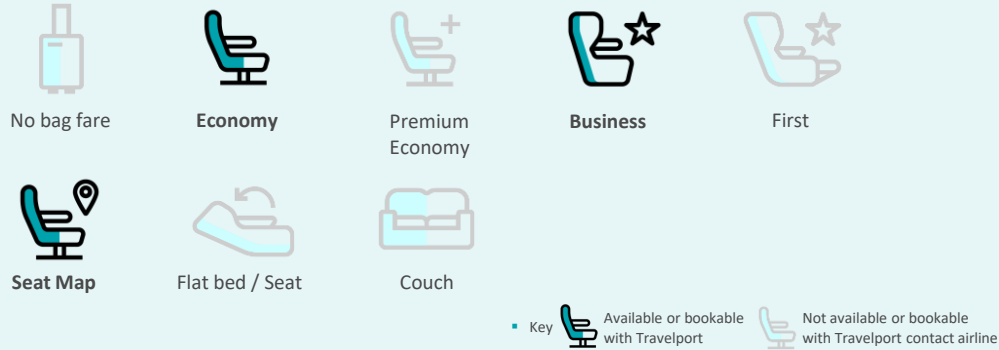 No bag fare
Economy
Premium
Economy
Business
First
Seat Map
Flat bed / Seat
Couch
Key
Available or bookable
with Travelport
Not available or bookable
with Travelport contact airline